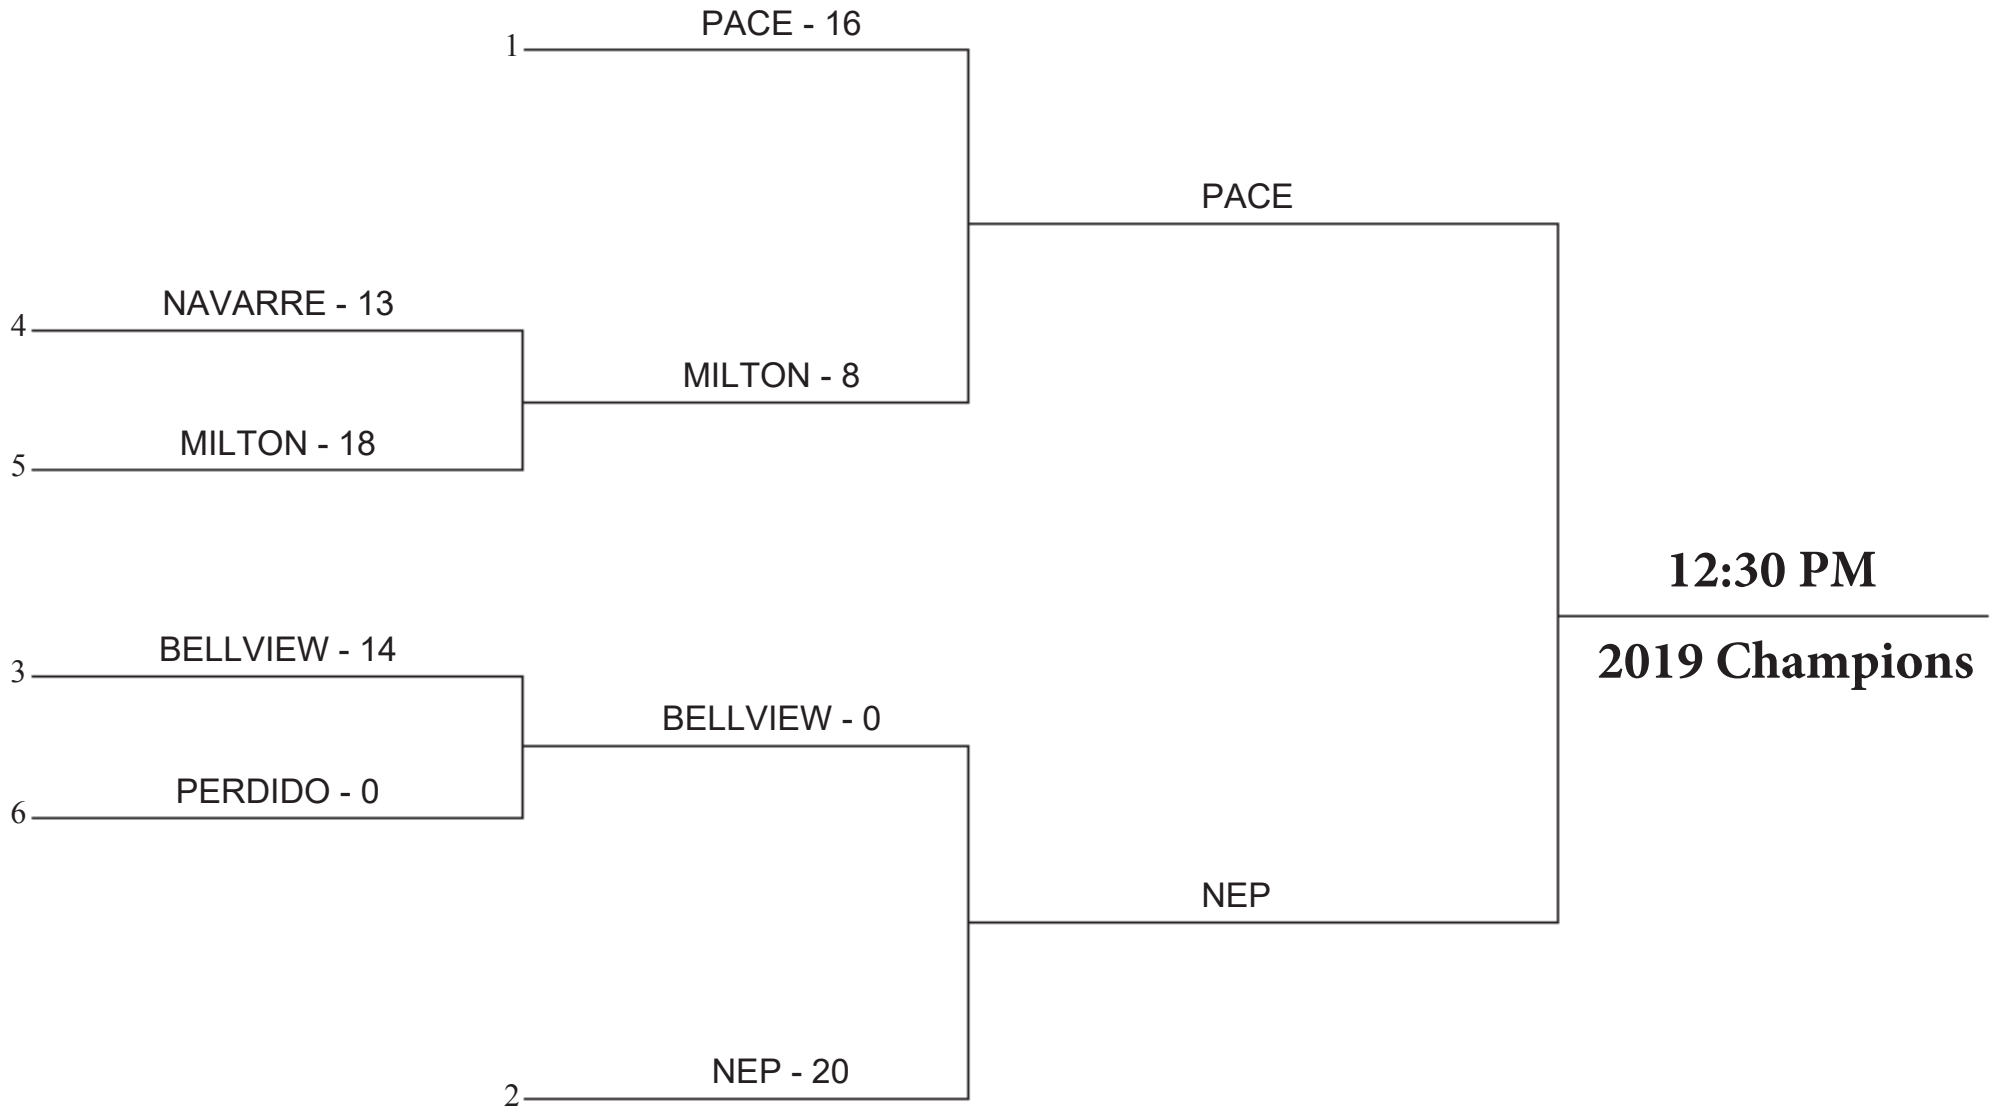 PACE - 16
1
PACE
NAVARRE - 13
4
MILTON - 8
MILTON - 18
5
12:30 PM
2019 Champions
BELLVIEW - 14
3
BELLVIEW - 0
PERDIDO - 0
6
NEP
NEP - 20
2